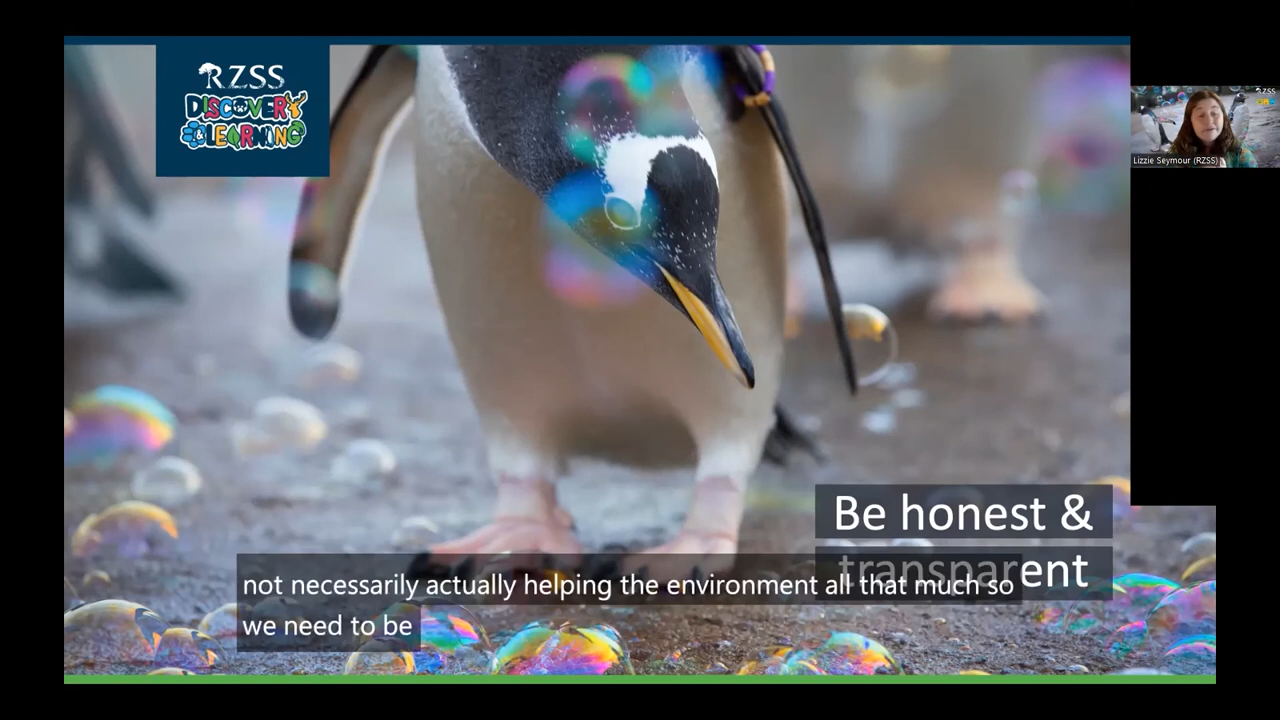 RZSS
DISCOVERY
& LEARNING
RZSS
Lizzie Seymour (RZSS)
Be honest &
transparent
not necessarily actually helping the environment all that much so
we need to be